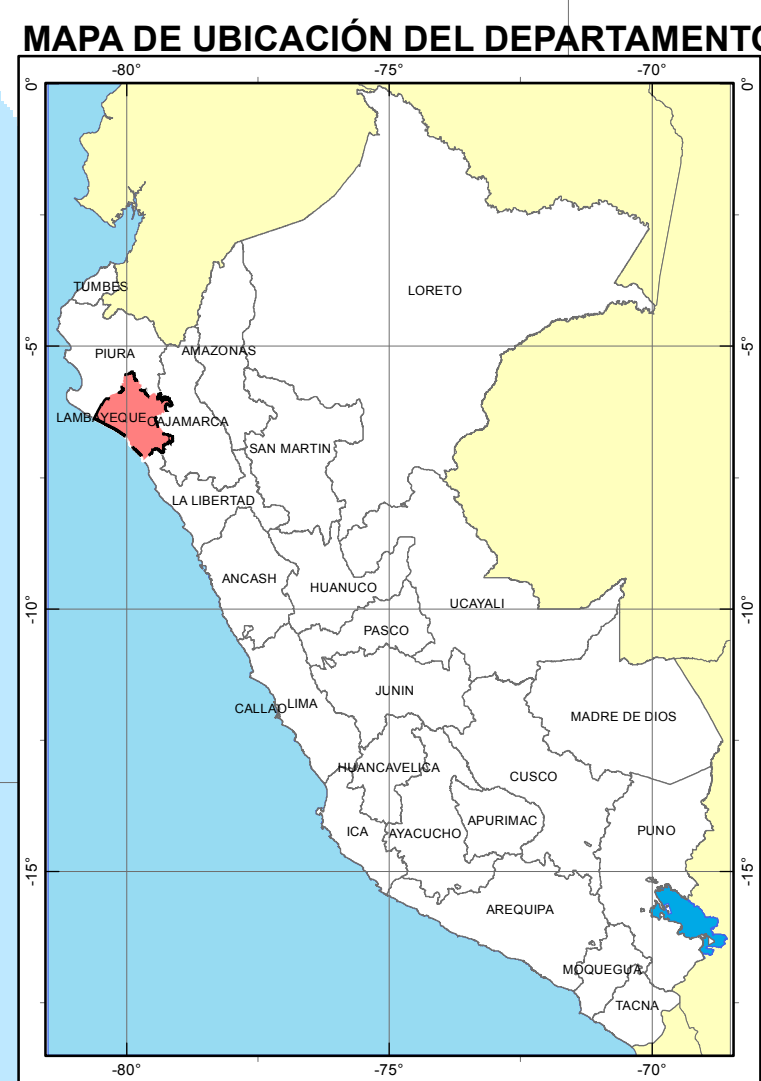 MAPA DE UBICACIÓN DEL DEPARTAMENTO
-80° -75° -70°
0° 0°
TUMBES
LORETO
-5° -5°
PIURA
AMAZONAS
LAMBAYEQUE
CAJAMARCA
SAN MARTIN
LA LIBERTAD
ANCASH
HUANUCO
UCAYALI
-10° -10°
PASCO
JUNIN
CALLAO
LIMA
MADRE DE DIOS
HUANCAVELICA
CUSCO
ICA
AYACUCHO
APURIMAC
PUNO
-15° -15°
AREQUIPA
MOQUEGUA
TACNA
-80° -75° -70°